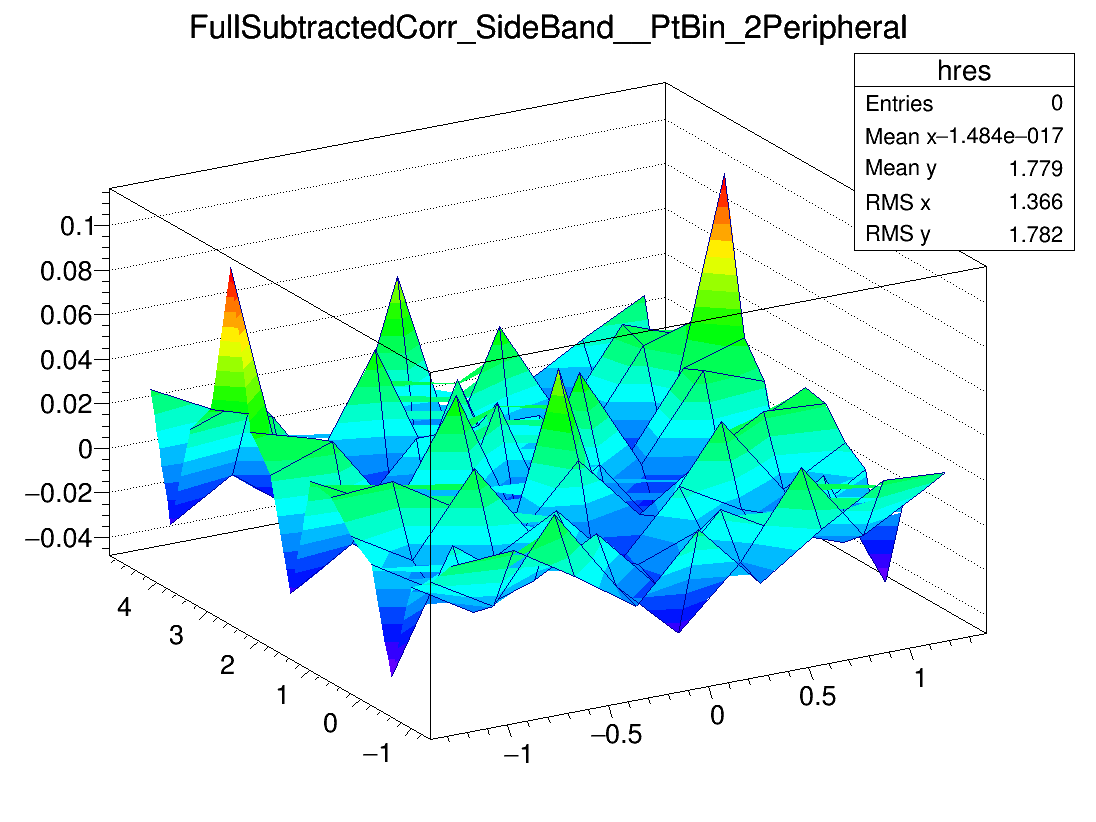 FullSubtractedCorr_SideBand__PtBin_2Peripheral
hres
Entries 0
Mean x −1.484e−017
Mean y 1.779
RMS x 1.366
RMS y 1.782
0.1
0.08
0.06
0.04
0.02
0
−0.02
−0.04
4
3
2
1
0
−1
−1
−0.5
0
0.5
1